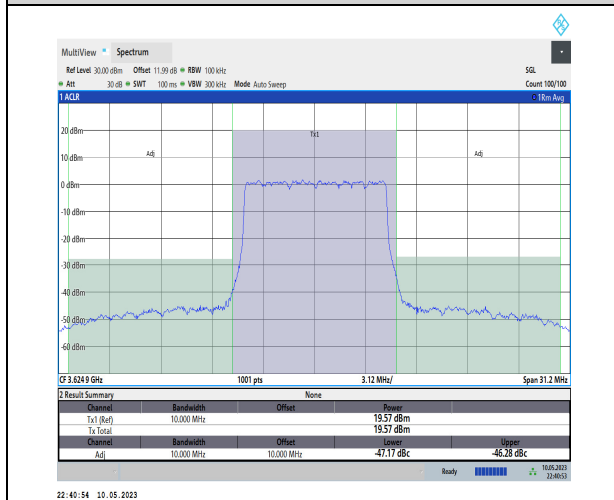 MultiView Spectrum
Ref Level 30.00 dBm Offset 11.99 dB RBW 100 kHz SGL
Att 30 dB SWT 100 ms VBW 300 kHz Mode Auto Sweep Count 100/100
1 ACLR 1Rm Avg
20 dBm
Tx1
10 dBm
Adj
Adj
0 dBm
-10 dBm
-20 dBm
-30 dBm
-40 dBm
-50 dBm
-60 dBm
CF 3.6249 GHz 1001 pts 3.12 MHz/ Span 31.2 MHz
2 Result Summary None
Channel Bandwidth Offset Power
Tx1 (Ref) 10.000 MHz 19.57 dBm
Tx Total 19.57 dBm
Channel Bandwidth Offset Lower Upper
Adj 10.000 MHz 10.000 MHz -47.17 dBc -46.28 dBc
Ready 10.05.2023
22:40:53
22:40:54 10.05.2023